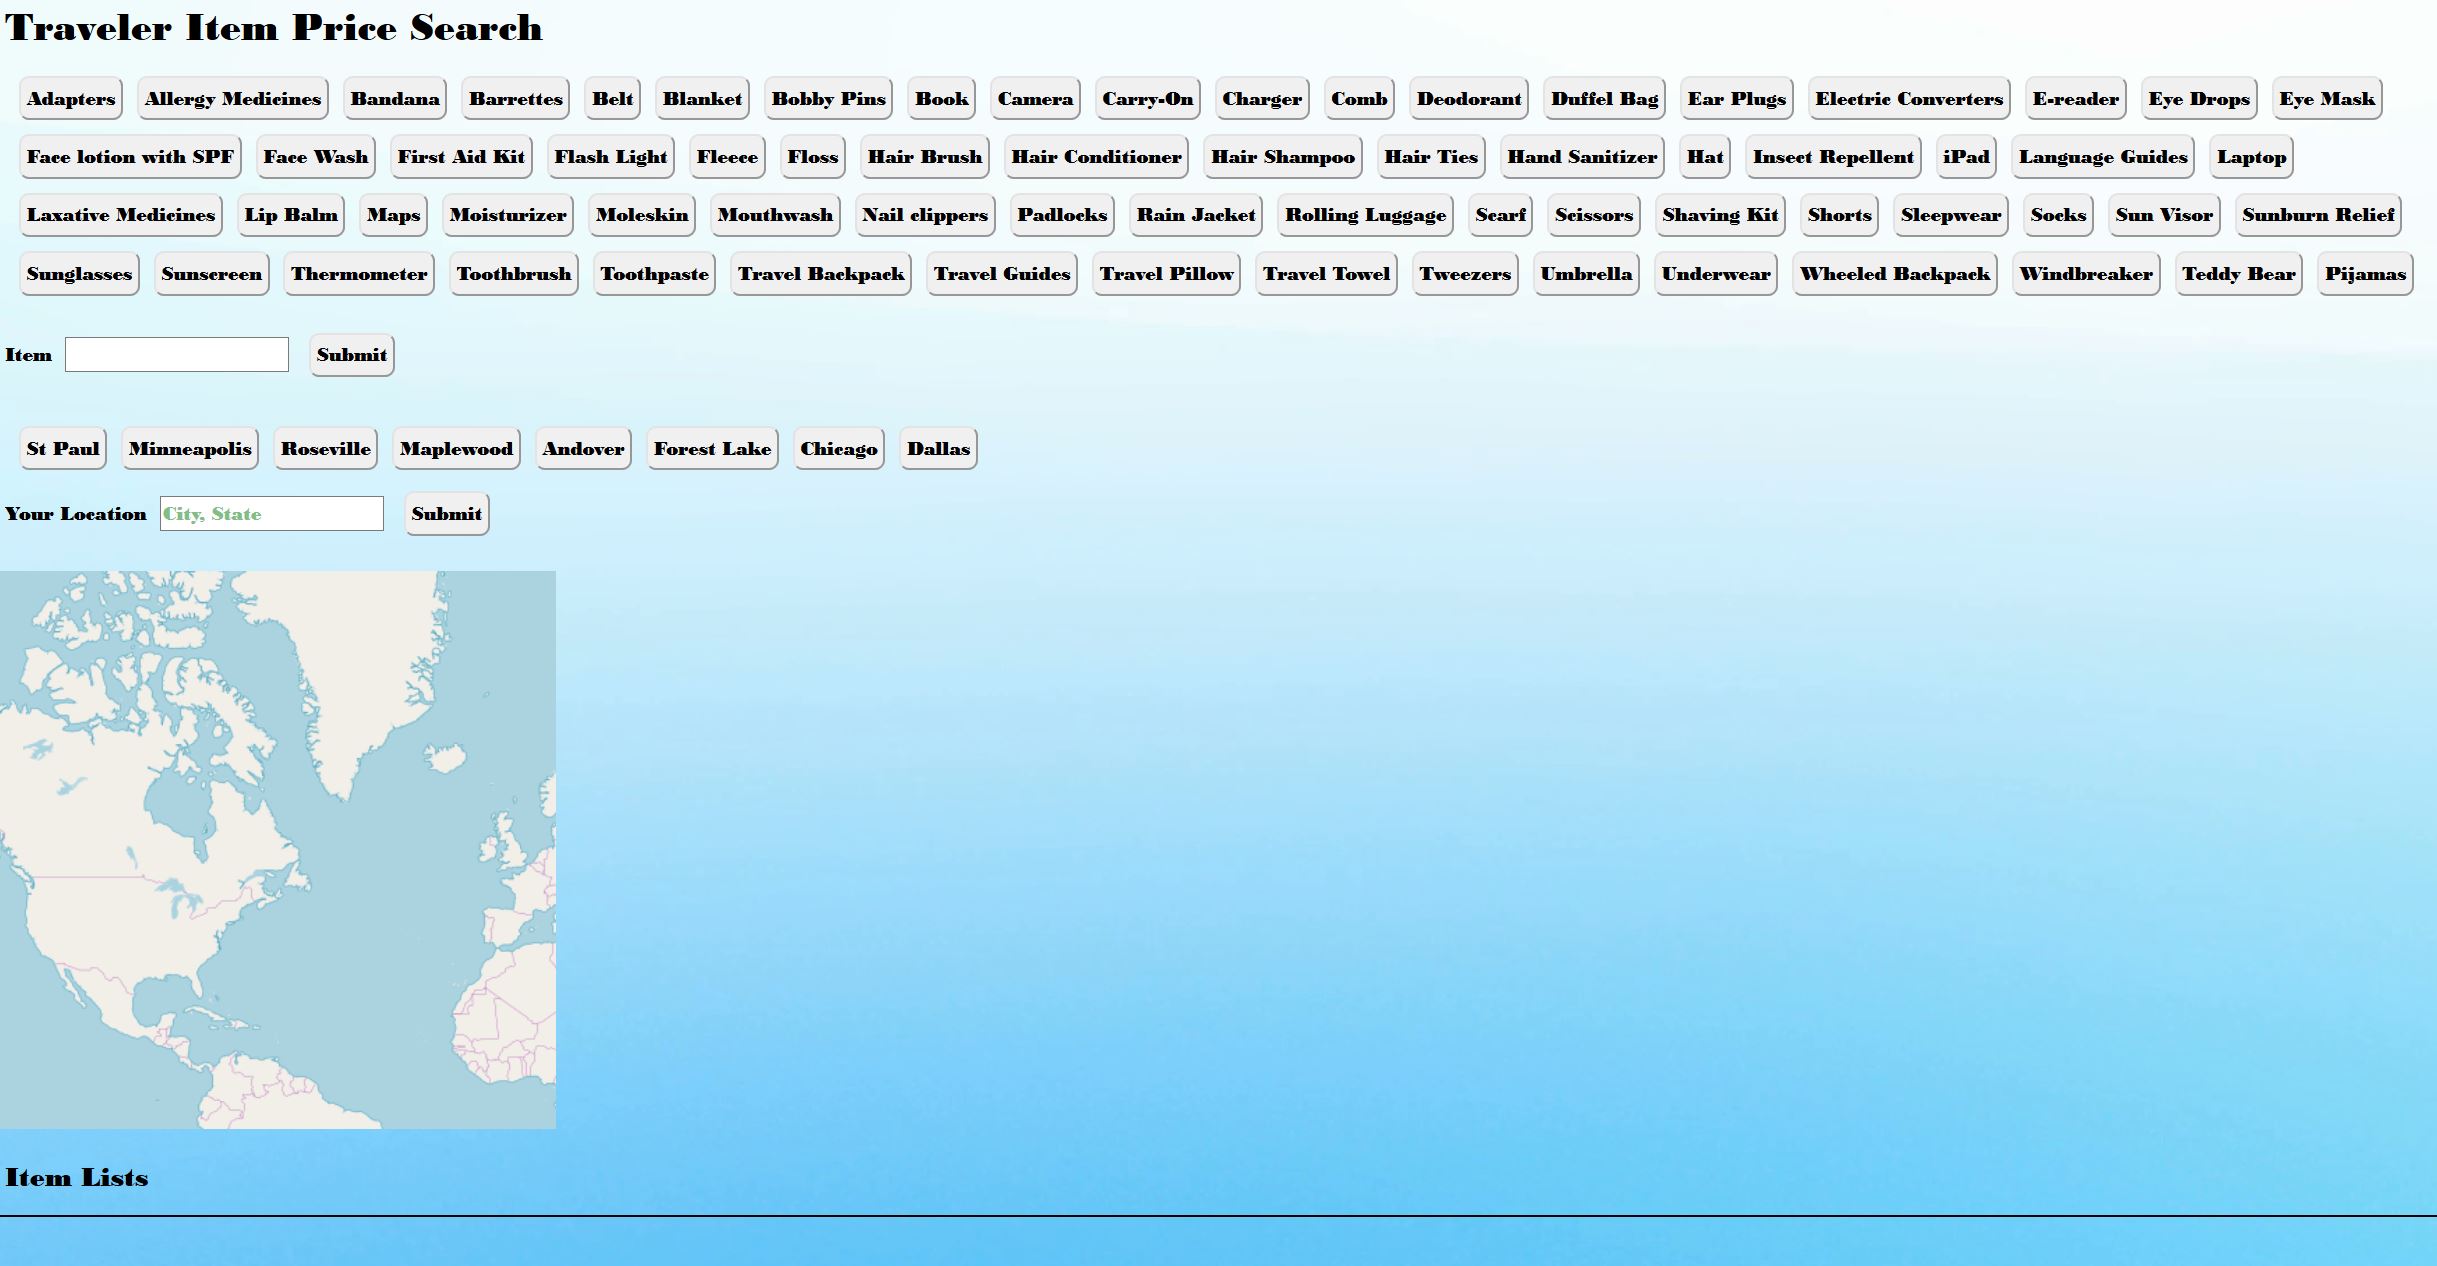 Traveler Item Price Search
Adapters Allergy Medicines Bandana Barrettes Belt Blanket Bobby Pins Book Camera Carry-On Charger Comb Deodorant Duffel Bag Ear Plugs Electric Converters E-reader Eye Drops Eye Mask
Face lotion with SPF Face Wash First Aid Kit Flash Light Fleece Floss Hair Brush Hair Conditioner Hair Shampoo Hair Ties Hand Sanitizer Hat Insect Repellent iPad Language Guides Laptop
Laxative Medicines Lip Balm Maps Moisturizer Moleskin Mouthwash Nail clippers Padlocks Rain Jacket Rolling Luggage Scarf Scissors Shaving Kit Shorts Sleepwear Socks Sun Visor Sunburn Relief
Sunglasses Sunscreen Thermometer Toothbrush Toothpaste Travel Backpack Travel Guides Travel Pillow Travel Towel Tweezers Umbrella Underwear Wheeled Backpack Windbreaker Teddy Bear Pijamas
Item Submit
St Paul Minneapolis Roseville Maplewood Andover Forest Lake Chicago Dallas
Your Location City, State Submit
Item Lists